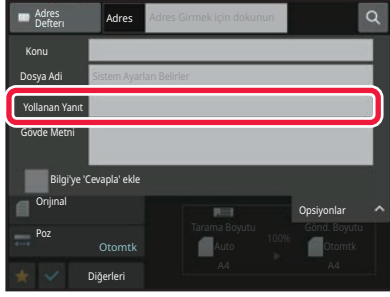 Adres
Defteri
Adres
Adres Girmek için dokunun
Konu
Dosya Adi
Sistem Ayarları Belirler
Yollanan Yanıt
Gövde Metni
Bilgi'ye 'Cevapla' ekle
Orijinal
Opsiyonlar
Poz
Otomtk
Tarama Boyutu
Auto
A4
100%
Gönd. Boyutu
Otomtk
A4
Diğerleri